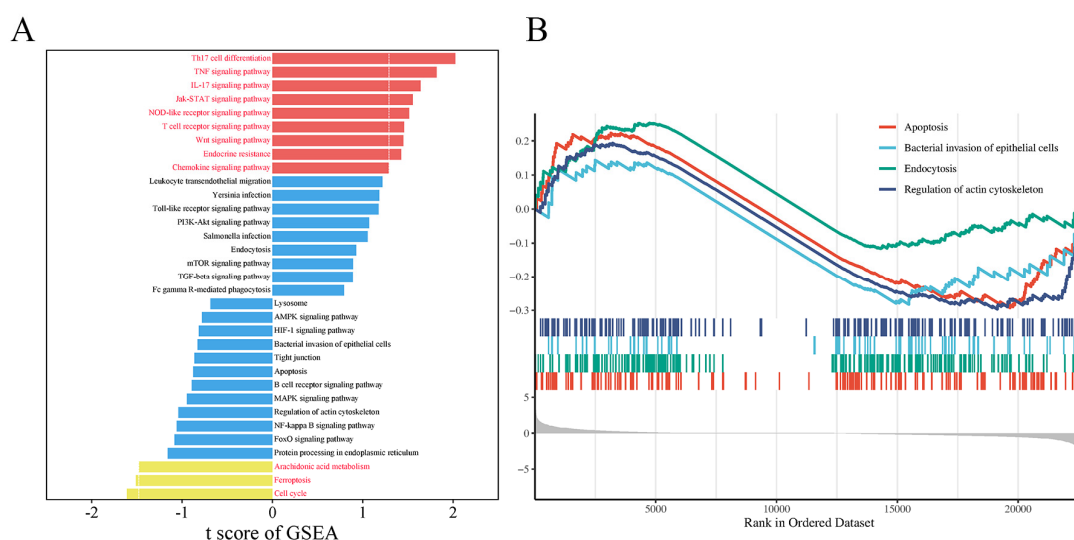 A
Th17 cell differentiation
TNF signaling pathway
IL-17 signaling pathway
Jak-STAT signaling pathway
NOD-like receptor signaling pathway
T cell receptor signaling pathway
Wnt signaling pathway
Endocrine resistance
Chemokine signaling pathway
Leukocyte transendothelial migration
Yersinia infection
Toll-like receptor signaling pathway
PI3K-Akt signaling pathway
Salmonella infection
Endocytosis
mTOR signaling pathway
TGF-beta signaling pathway
Fc gamma R-mediated phagocytosis
Lysosome
AMPK signaling pathway
HIF-1 signaling pathway
Bacterial invasion of epithelial cells
Tight junction
Apoptosis
B cell receptor signaling pathway
MAPK signaling pathway
Regulation of actin cytoskeleton
NF-kappa B signaling pathway
FoxO signaling pathway
Protein processing in endoplasmic reticulum
Arachidonic acid metabolism
Ferroptosis
Cell cycle
-2 -1 0 1 2
t score of GSEA
B
Apoptosis
Bacterial invasion of epithelial cells
Endocytosis
Regulation of actin cytoskeleton
0.2
0.1
0.0
−0.1
−0.2
−0.3
5
0
−5
5000 10000 15000 20000
Rank in Ordered Dataset